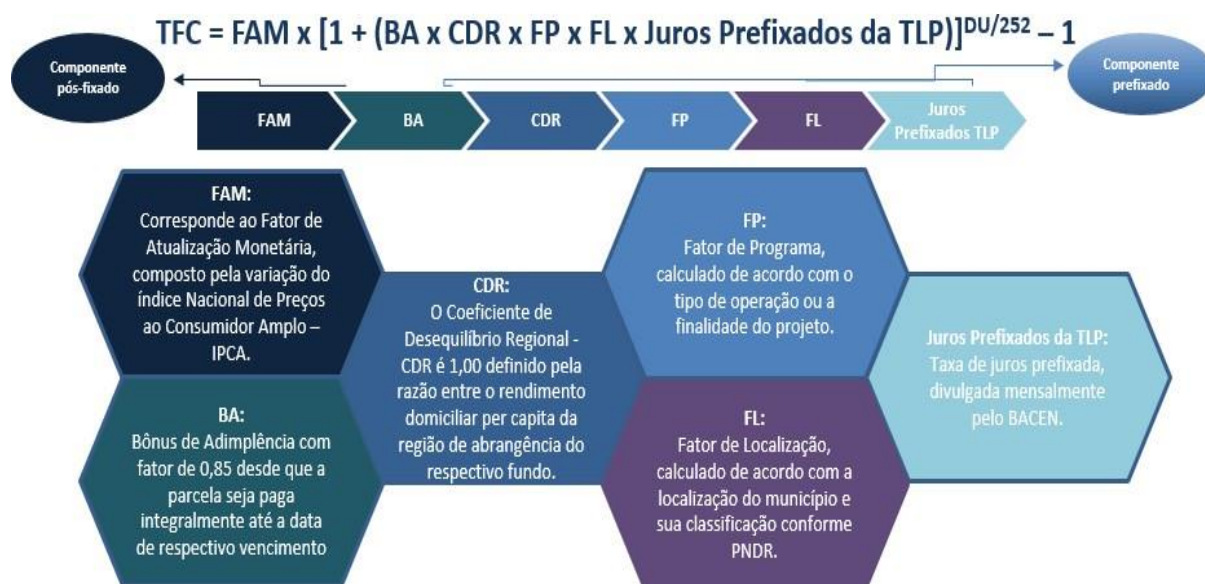 TFC = FAM x [1 + (BA x CDR x FP x FL x Juros Prefixados da TLP)]^DU/252 – 1
Componente
pós-fixado
Componente
prefixado
FAM
BA
CDR
FP
FL
Juros
Prefixados TLP
FAM:
Corresponde ao Fator de
Atualização Monetária,
composto pela variação do
índice Nacional de Preços
ao Consumidor Amplo –
IPCA.
BA:
Bônus de Adimplência com
fator de 0,85 desde que a
parcela seja paga
integralmente até a data
de respectivo vencimento
CDR:
O Coeficiente de
Desequilíbrio Regional -
CDR é 1,00 definido pela
razão entre o rendimento
domiciliar per capita da
região de abrangência do
respectivo fundo.
FP:
Fator de Programa,
calculado de acordo com o
tipo de operação ou a
finalidade do projeto.
FL:
Fator de Localização,
calculado de acordo com a
localização do município e
sua classificação conforme
PNDR.
Juros Prefixados da TLP:
Taxa de juros prefixada,
divulgada mensalmente
pelo BACEN.